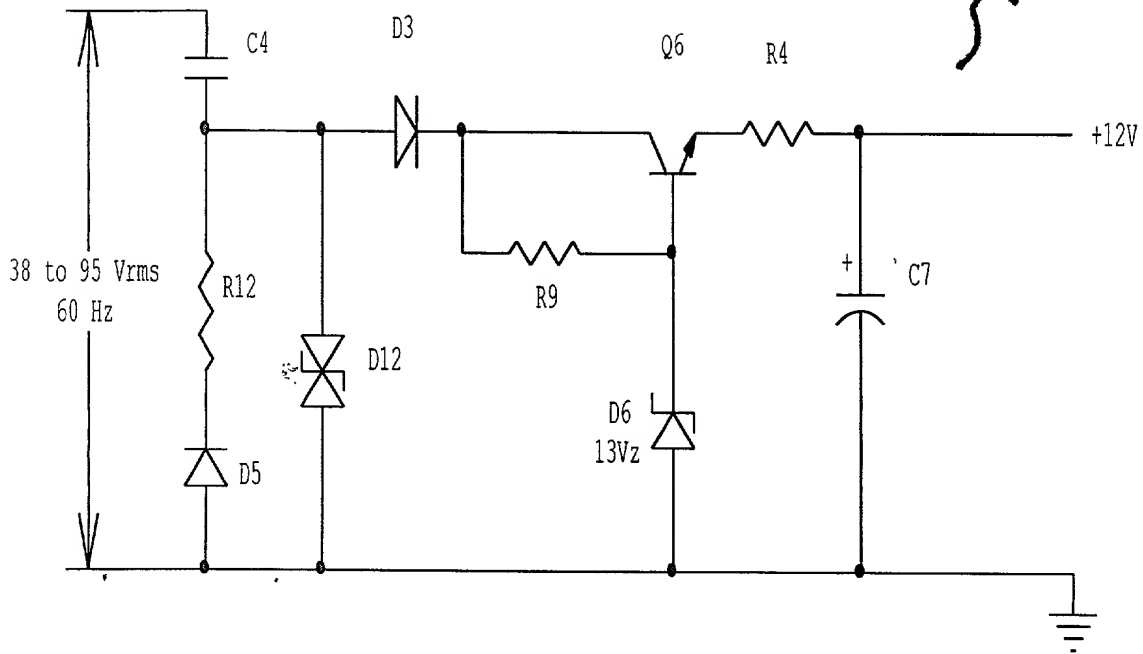 C4
D3
Q6
R4
+12V
38 to 95 Vrms
60 Hz
R12
R9
+
C7
D12
D6
13Vz
D5